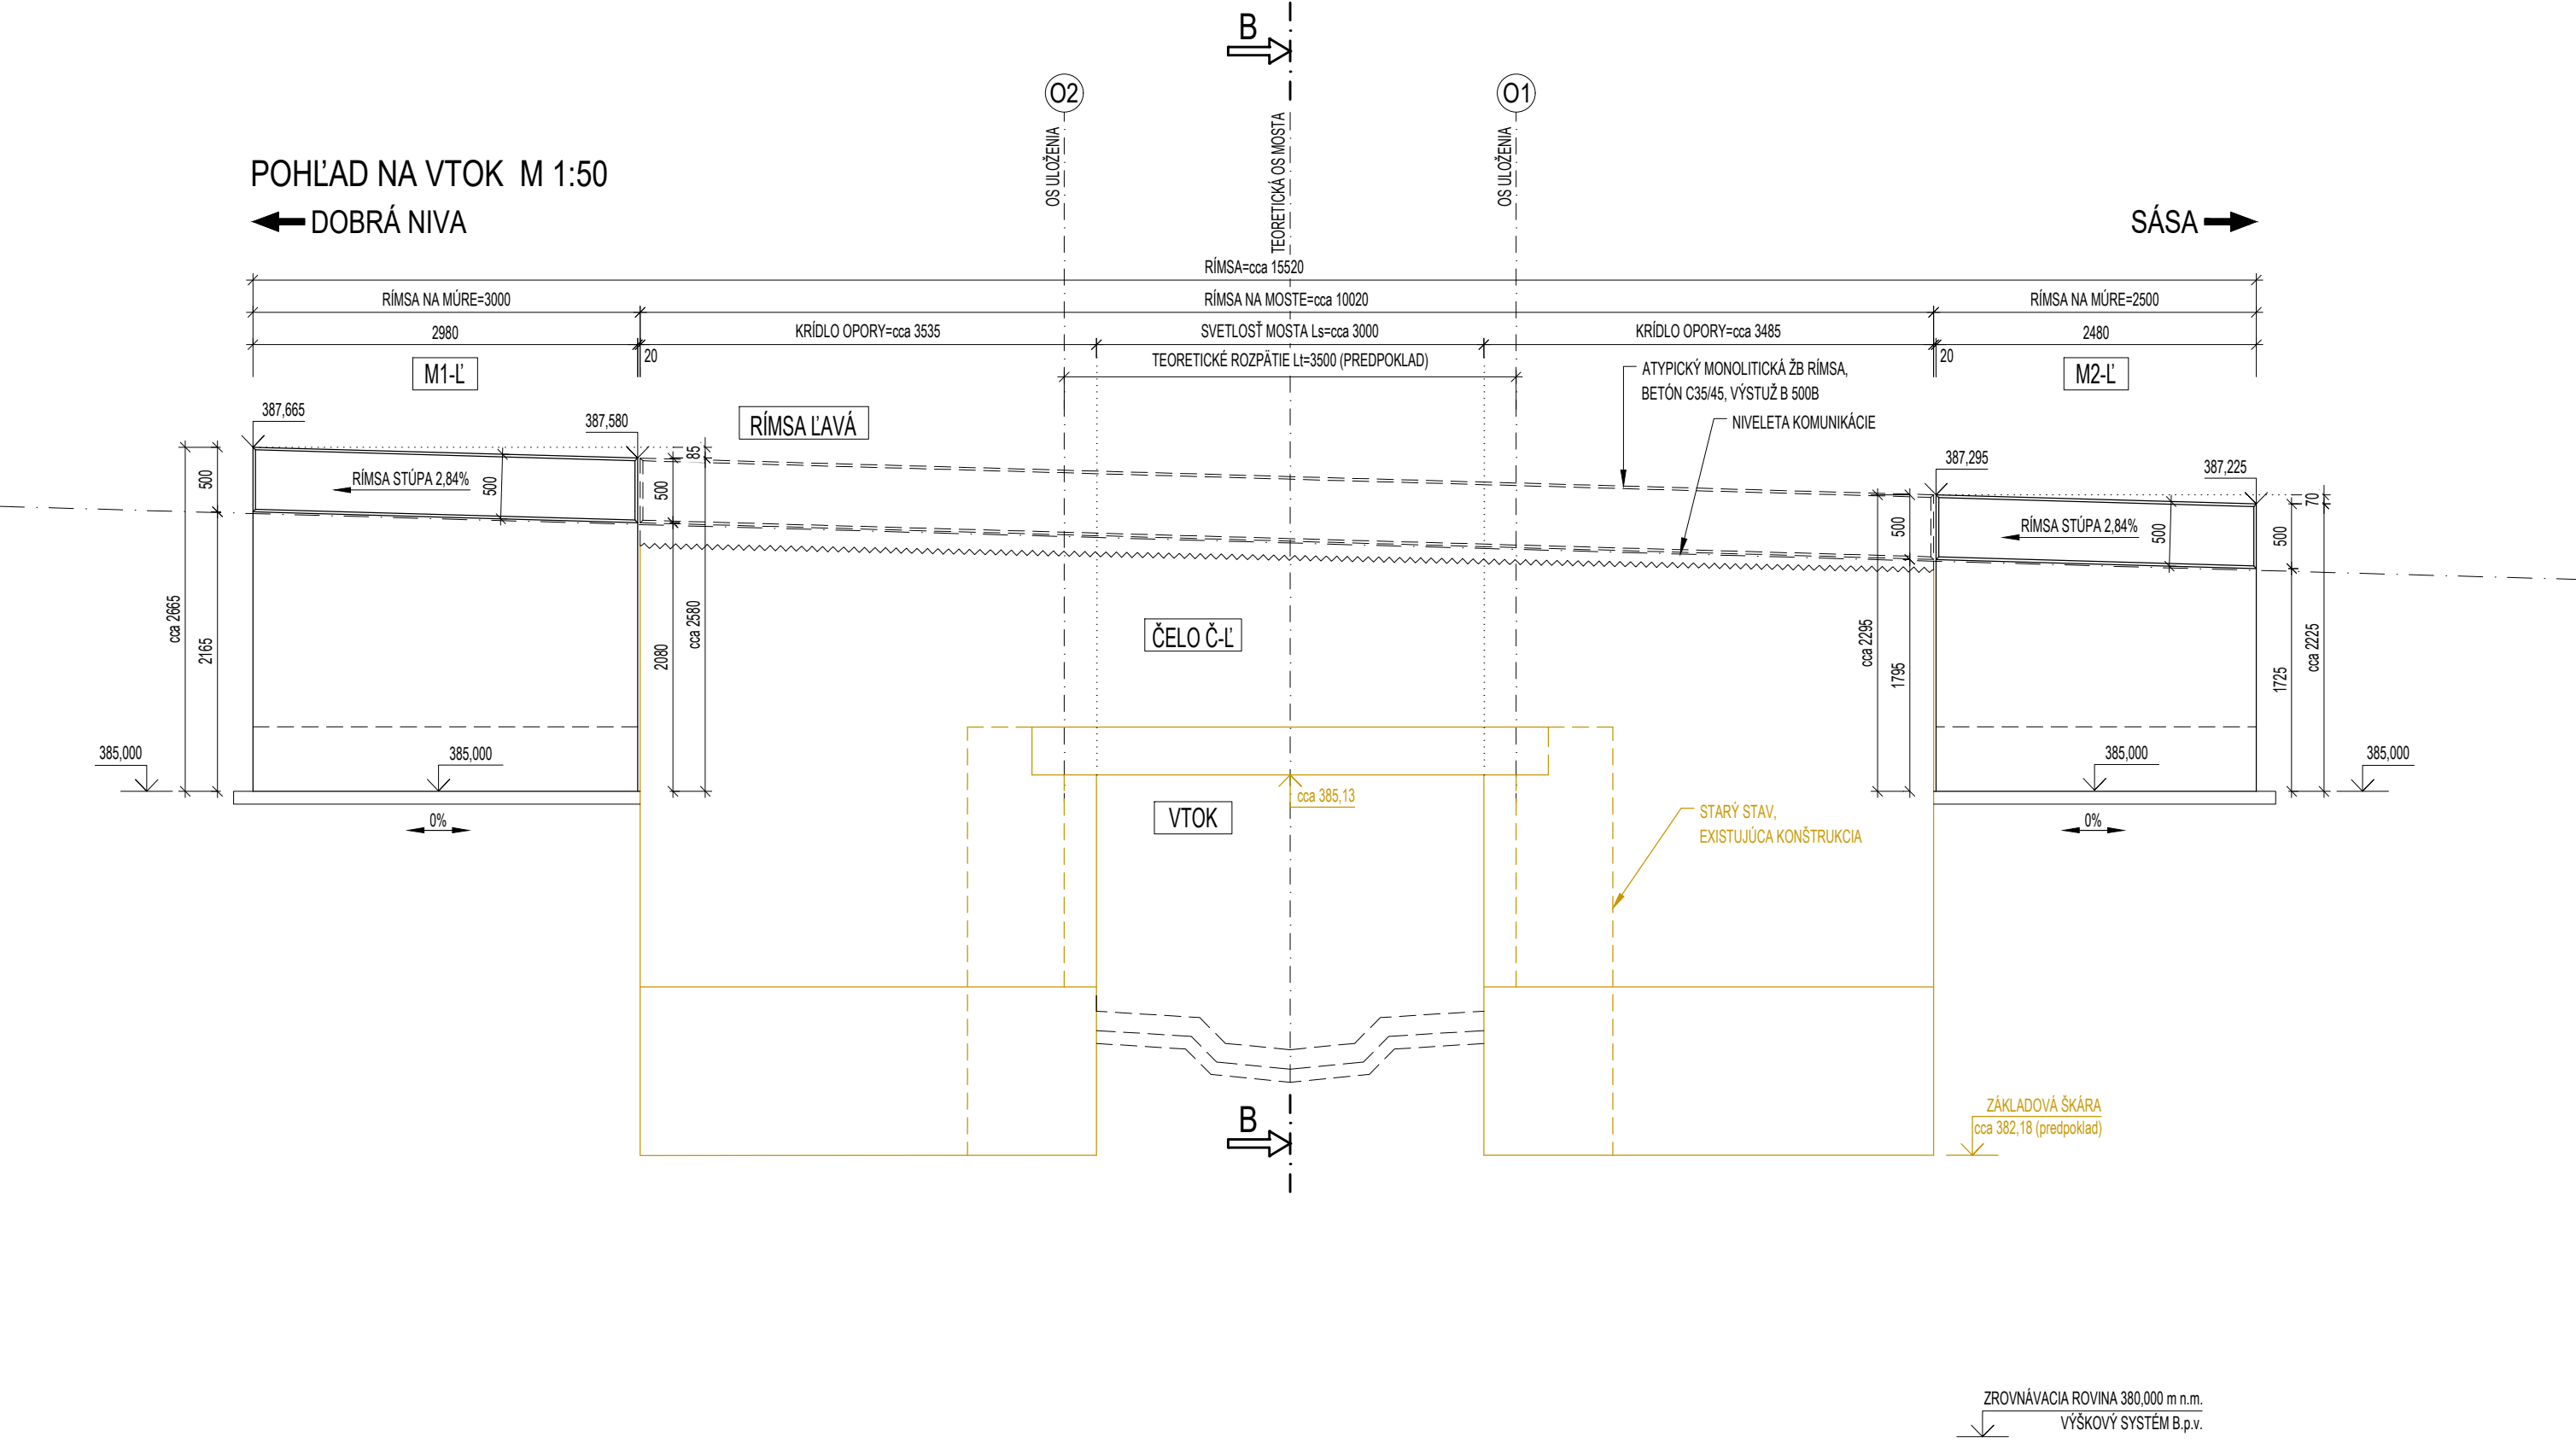 B
O2
O1
OS ULOŽENIA
TEORETICKÁ OS MOSTA
OS ULOŽENIA
POHĽAD NA VTOK M 1:50
DOBRÁ NIVA
SÁSA
RÍMSA=cca 15520
RÍMSA NA MÚRE=3000
RÍMSA NA MOSTE=cca 10020
RÍMSA NA MÚRE=2500
2980
KRÍDLO OPORY=cca 3535
SVETLOSŤ MOSTA Ls=cca 3000
KRÍDLO OPORY=cca 3485
2480
20
TEORETICKÉ ROZPÄTIE Lt=3500 (PREDPOKLAD)
20
M1-Ľ
M2-Ľ
ATYPICKÝ MONOLITICKÁ ŽB RÍMSA,
BETÓN C35/45, VÝSTUŽ B 500B
NIVELETA KOMUNIKÁCIE
387,665
387,580
RÍMSA ĽAVÁ
85
387,295
387,225
500
RÍMSA STÚPA 2,84%
500
500
500
RÍMSA STÚPA 2,84%
500
70
500
cca 2665
2165
2080
cca 2580
ČELO Č-Ľ
cca 2295
1795
1725
cca 2225
385,000
385,000
385,000
385,000
0%
cca 385,13
VTOK
STARÝ STAV,
EXISTUJÚCA KONŠTRUKCIA
0%
B
ZÁKLADOVÁ ŠKÁRA
cca 382,18 (predpoklad)
ZROVNÁVACIA ROVINA 380,000 m n.m.
VÝŠKOVÝ SYSTÉM B.p.v.